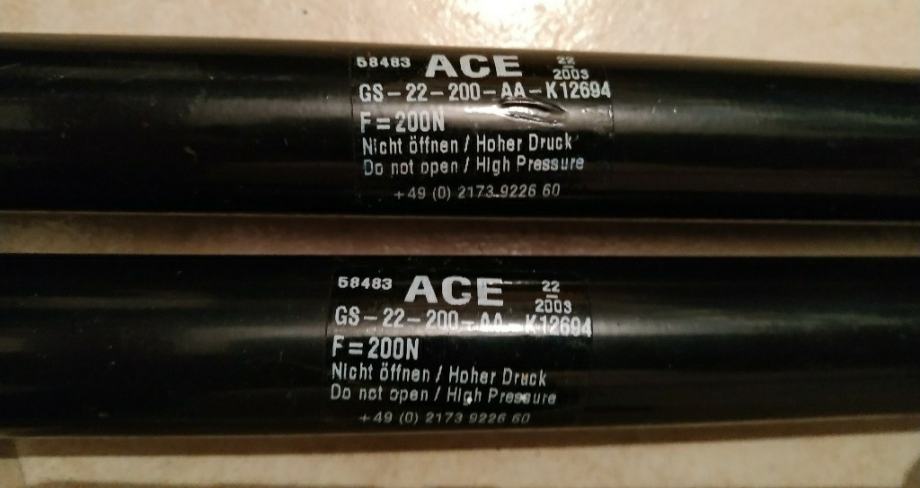 58483 ACE 22
2003
GS-22-200-AA-K12694
F=200N
Nicht öffnen / Hoher Druck
Do not open / High Pressure
+49 (0) 2173 9226 60
58483 ACE 22
2003
GS-22-200-AA-K12694
F=200N
Nicht öffnen / Hoher Druck
Do not open / High Pressure
+49 (0) 2173 9226 60